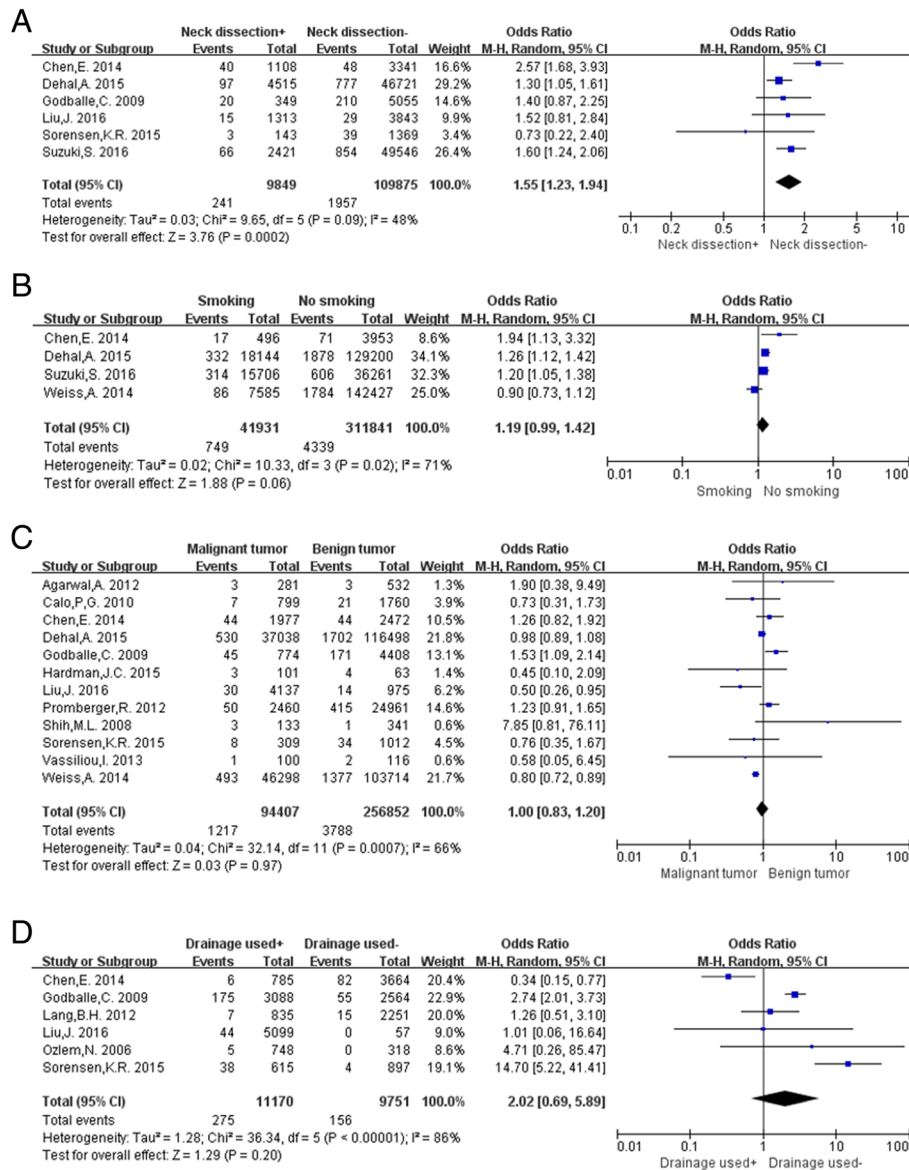 A
Neck dissection+ Neck dissection- Odds Ratio Odds Ratio
Study or Subgroup Events Total Events Total Weight M-H, Random, 95% CI M-H, Random, 95% CI
Chen,E. 2014 40 1108 48 3341 16.6% 2.57 [1.68, 3.93]
Dehal,A. 2015 97 4515 777 46721 29.2% 1.30 [1.05, 1.61]
Godballe,C. 2009 20 349 210 5055 14.6% 1.40 [0.87, 2.25]
Liu,J. 2016 15 1313 29 3843 9.9% 1.52 [0.81, 2.84]
Sorensen,K.R. 2015 3 143 39 1369 3.4% 0.73 [0.22, 2.40]
Suzuki,S. 2016 66 2421 854 49546 26.4% 1.60 [1.24, 2.06]
Total (95% CI) 9849 109875 100.0% 1.55 [1.23, 1.94]
Total events 241 1957
Heterogeneity: Tau² = 0.03; Chi² = 9.65, df = 5 (P = 0.09); I² = 48%
Test for overall effect: Z = 3.76 (P = 0.0002)
0.1 0.2 0.5 1 2 5 10
Neck dissection+ Neck dissection-
B
Smoking No smoking Odds Ratio Odds Ratio
Study or Subgroup Events Total Events Total Weight M-H, Random, 95% CI M-H, Random, 95% CI
Chen,E. 2014 17 496 71 3953 8.6% 1.94 [1.13, 3.32]
Dehal,A. 2015 332 18144 1878 129200 34.1% 1.26 [1.12, 1.42]
Suzuki,S. 2016 314 15706 606 36261 32.3% 1.20 [1.05, 1.38]
Weiss,A. 2014 86 7585 1784 142427 25.0% 0.90 [0.73, 1.12]
Total (95% CI) 41931 311841 100.0% 1.19 [0.99, 1.42]
Total events 749 4339
Heterogeneity: Tau² = 0.02; Chi² = 10.33, df = 3 (P = 0.02); I² = 71%
Test for overall effect: Z = 1.88 (P = 0.06)
0.01 0.1 1 10 100
Smoking No smoking
C
Malignant tumor Benign tumor Odds Ratio Odds Ratio
Study or Subgroup Events Total Events Total Weight M-H, Random, 95% CI M-H, Random, 95% CI
Agarwal,A. 2012 3 281 3 532 1.3% 1.90 [0.38, 9.49]
Calo,P,G. 2010 7 799 21 1760 3.9% 0.73 [0.31, 1.73]
Chen,E. 2014 44 1977 44 2472 10.5% 1.26 [0.82, 1.92]
Dehal,A. 2015 530 37038 1702 116498 21.8% 0.98 [0.89, 1.08]
Godballe,C. 2009 45 774 171 4408 13.1% 1.53 [1.09, 2.14]
Hardman,J.C. 2015 3 101 4 63 1.4% 0.45 [0.10, 2.09]
Liu,J. 2016 30 4137 14 975 6.2% 0.50 [0.26, 0.95]
Promberger,R. 2012 50 2460 415 24961 14.6% 1.23 [0.91, 1.65]
Shih,M.L. 2008 3 133 1 341 0.6% 7.85 [0.81, 76.11]
Sorensen,K.R. 2015 8 309 34 1012 4.5% 0.76 [0.35, 1.67]
Vassiliou,I. 2013 1 100 2 116 0.6% 0.58 [0.05, 6.45]
Weiss,A. 2014 493 46298 1377 103714 21.7% 0.80 [0.72, 0.89]
Total (95% CI) 94407 256852 100.0% 1.00 [0.83, 1.20]
Total events 1217 3788
Heterogeneity: Tau² = 0.04; Chi² = 32.14, df = 11 (P = 0.0007); I² = 66%
Test for overall effect: Z = 0.03 (P = 0.97)
0.01 0.1 1 10 100
Malignant tumor Benign tumor
D
Drainage used+ Drainage used- Odds Ratio Odds Ratio
Study or Subgroup Events Total Events Total Weight M-H, Random, 95% CI M-H, Random, 95% CI
Chen,E. 2014 6 785 82 3664 20.4% 0.34 [0.15, 0.77]
Godballe,C. 2009 175 3088 55 2564 22.9% 2.74 [2.01, 3.73]
Lang,B.H. 2012 7 835 15 2251 20.0% 1.26 [0.51, 3.10]
Liu,J. 2016 44 5099 0 57 9.0% 1.01 [0.06, 16.64]
Ozlem,N. 2006 5 748 0 318 8.6% 4.71 [0.26, 85.47]
Sorensen,K.R. 2015 38 615 4 897 19.1% 14.70 [5.22, 41.41]
Total (95% CI) 11170 9751 100.0% 2.02 [0.69, 5.89]
Total events 275 156
Heterogeneity: Tau² = 1.28; Chi² = 36.34, df = 5 (P < 0.00001); I² = 86%
Test for overall effect: Z = 1.29 (P = 0.20)
0.01 0.1 1 10 100
Drainage used+ Drainage used-